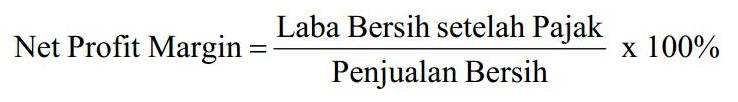 Net Profit Margin = Laba Bersih setelah Pajak / Penjualan Bersih x 100%